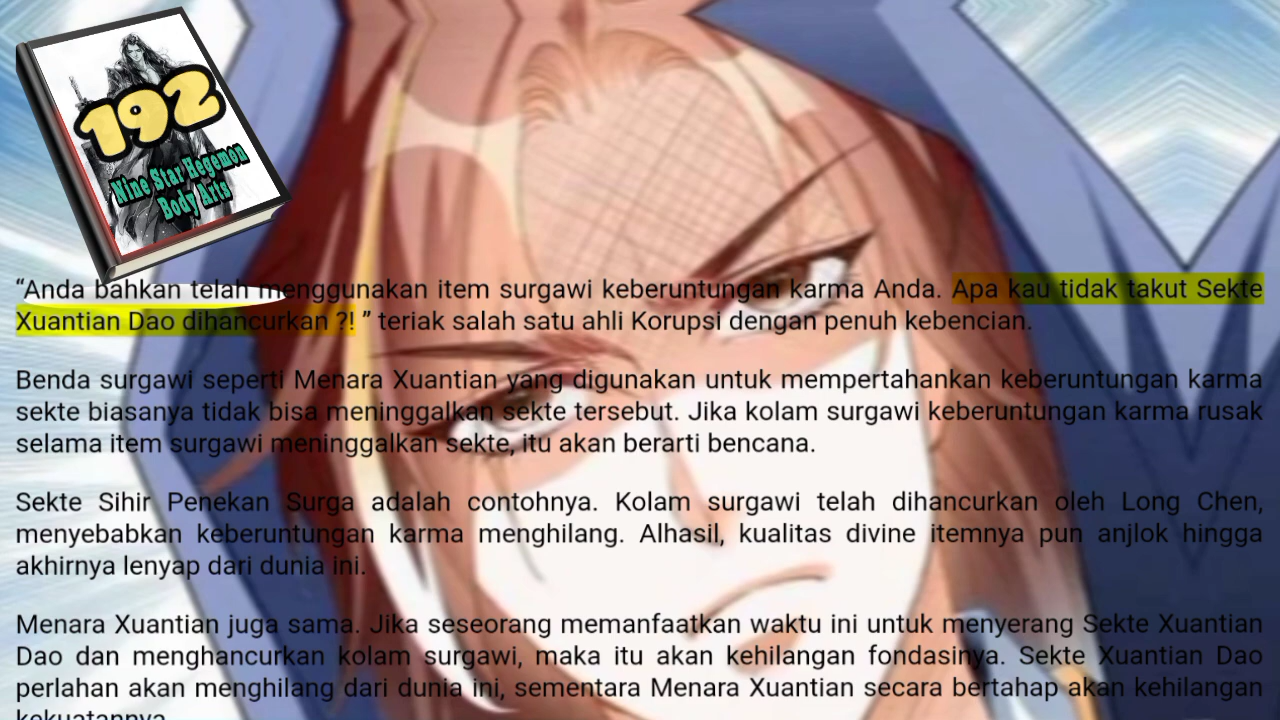 192
Nine Star Hegemon
Body Arts
“Anda bahkan telah menggunakan item surgawi keberuntungan karma Anda. Apa kau tidak takut Sekte
Xuantian Dao dihancurkan ?! ” teriak salah satu ahli Korupsi dengan penuh kebencian.
Benda surgawi seperti Menara Xuantian yang digunakan untuk mempertahankan keberuntungan karma
sekte biasanya tidak bisa meninggalkan sekte tersebut. Jika kolam surgawi keberuntungan karma rusak
selama item surgawi meninggalkan sekte, itu akan berarti bencana.
Sekte Sihir Penekan Surga adalah contohnya. Kolam surgawi telah dihancurkan oleh Long Chen,
menyebabkan keberuntungan karma menghilang. Alhasil, kualitas divine itemnya pun anjlok hingga
akhirnya lenyap dari dunia ini.
Menara Xuantian juga sama. Jika seseorang memanfaatkan waktu ini untuk menyerang Sekte Xuantian
Dao dan menghancurkan kolam surgawi, maka itu akan kehilangan fondasinya. Sekte Xuantian Dao
perlahan akan menghilang dari dunia ini, sementara Menara Xuantian secara bertahap akan kehilangan
kekuatannya.